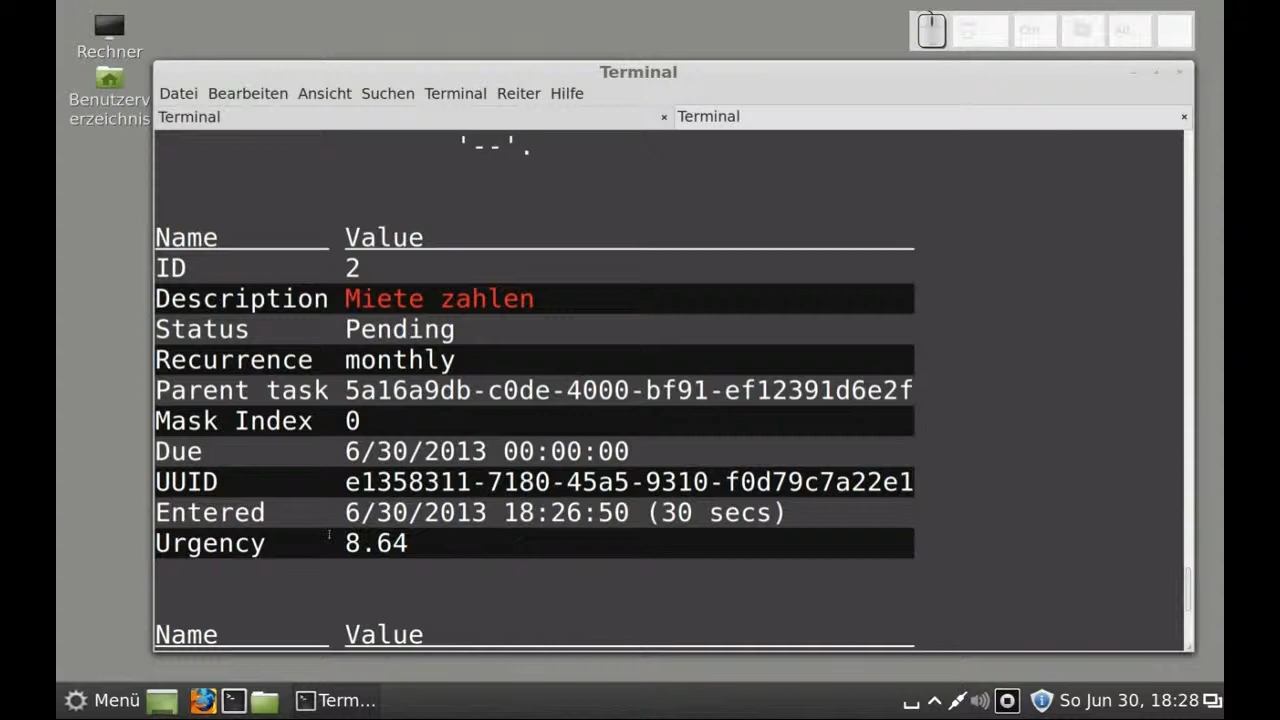 Rechner
Benutzerv
erzeichnis
Terminal
Datei Bearbeiten Ansicht Suchen Terminal Reiter Hilfe
Terminal × Terminal ×
'--'.
Name Value
ID 2
Description Miete zahlen
Status Pending
Recurrence monthly
Parent task 5a16a9db-c0de-4000-bf91-ef12391d6e2f
Mask Index 0
Due 6/30/2013 00:00:00
UUID e1358311-7180-45a5-9310-f0d79c7a22e1
Entered 6/30/2013 18:26:50 (30 secs)
Urgency 8.64
Name Value
Menü Term... So Jun 30, 18:28